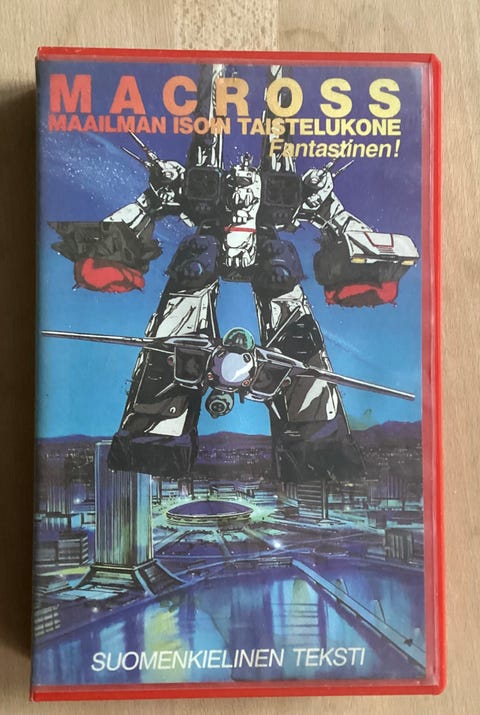 MACROSS
MAAILMAN ISOIN TAISTELUKONE
Fantastinen!
SUOMENKIELINEN TEKSTI